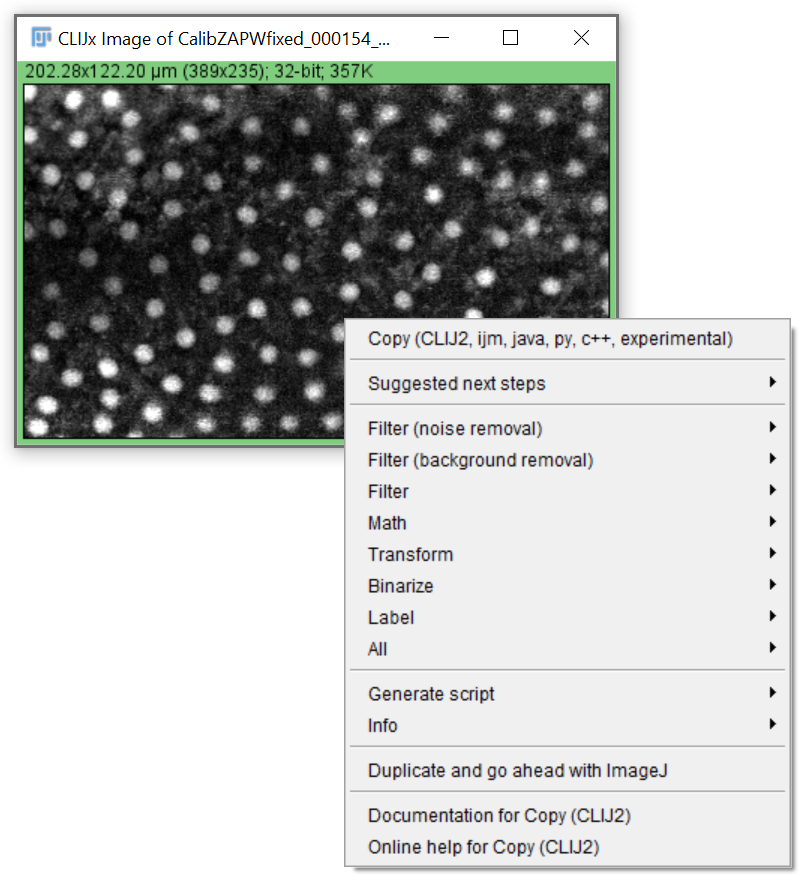 CLIJx Image of CalibZAPWfixed_000154_...
202.28x122.20 µm (389x235); 32-bit; 357K
Copy (CLIJ2, ijm, java, py, c++, experimental)
Suggested next steps
Filter (noise removal)
Filter (background removal)
Filter
Math
Transform
Binarize
Label
All
Generate script
Info
Duplicate and go ahead with ImageJ
Documentation for Copy (CLIJ2)
Online help for Copy (CLIJ2)